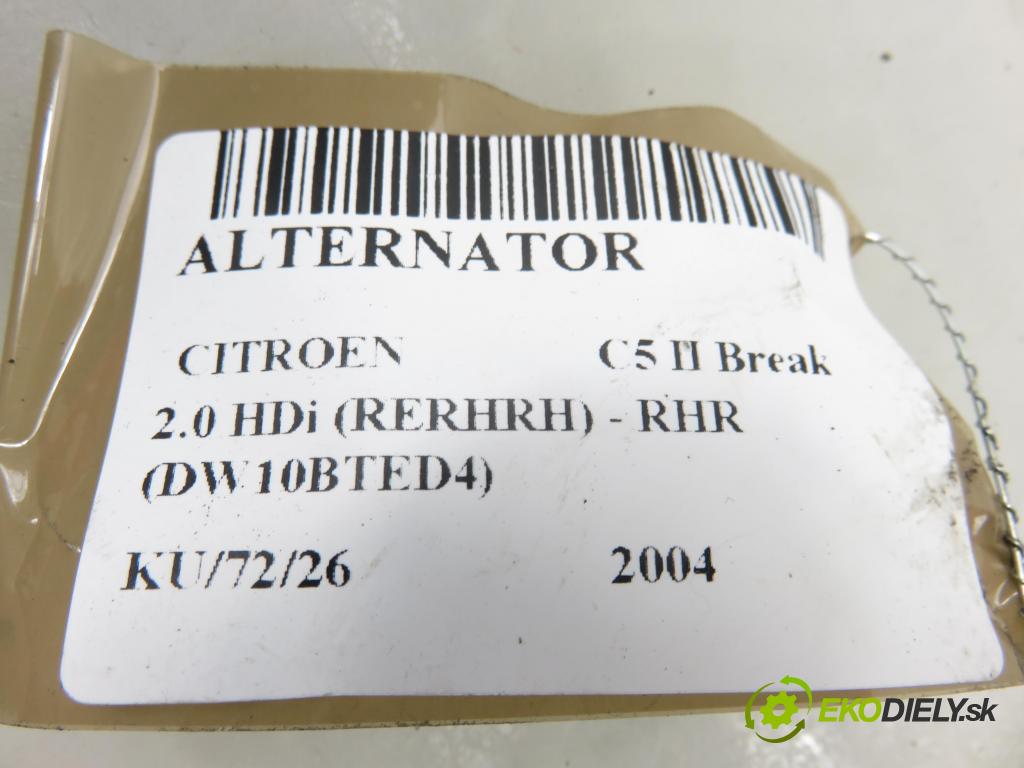 ALTERNATOR
CITROEN C5 II Break
2.0 HDi (RERHRH) - RHR
(DW10BTED4)
KU/72/26 2004
EKODIELY.sk